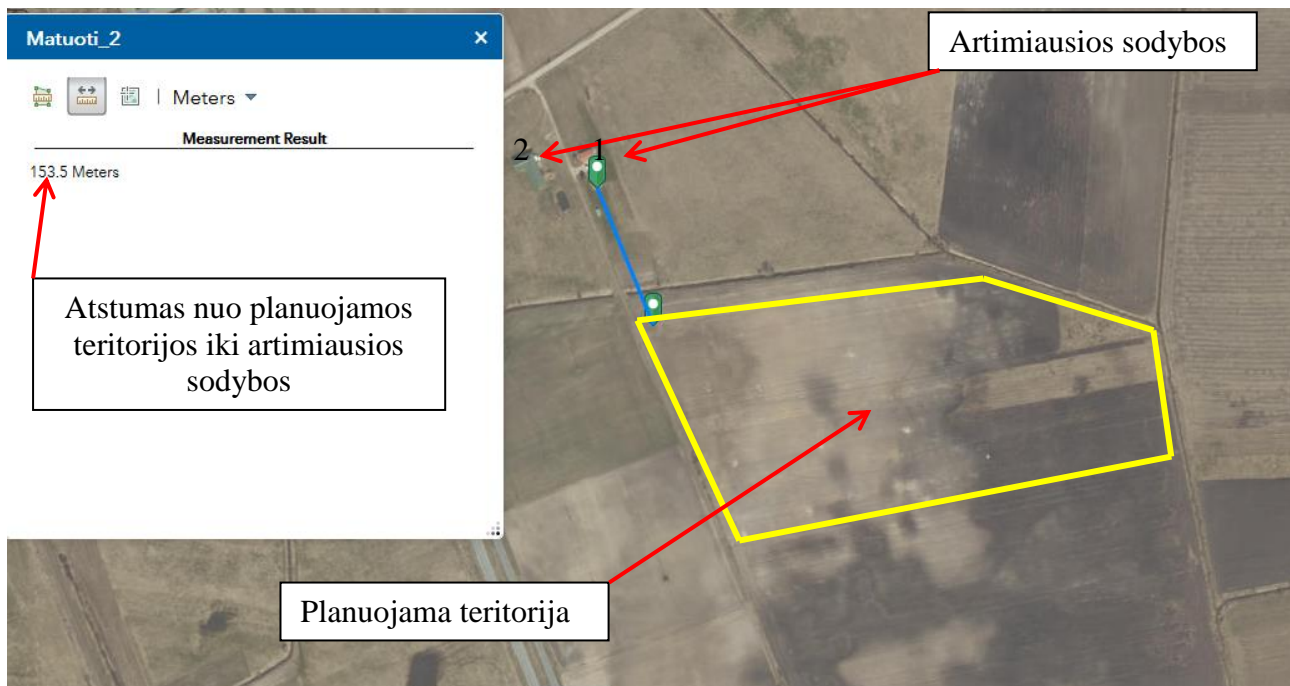 Matuoti_2
Meters
Measurement Result
153.5 Meters
Atstumas nuo planuojamos
teritorijos iki artimiausios
sodybos
Artimiausios sodybos
2
1
Planuojama teritorija